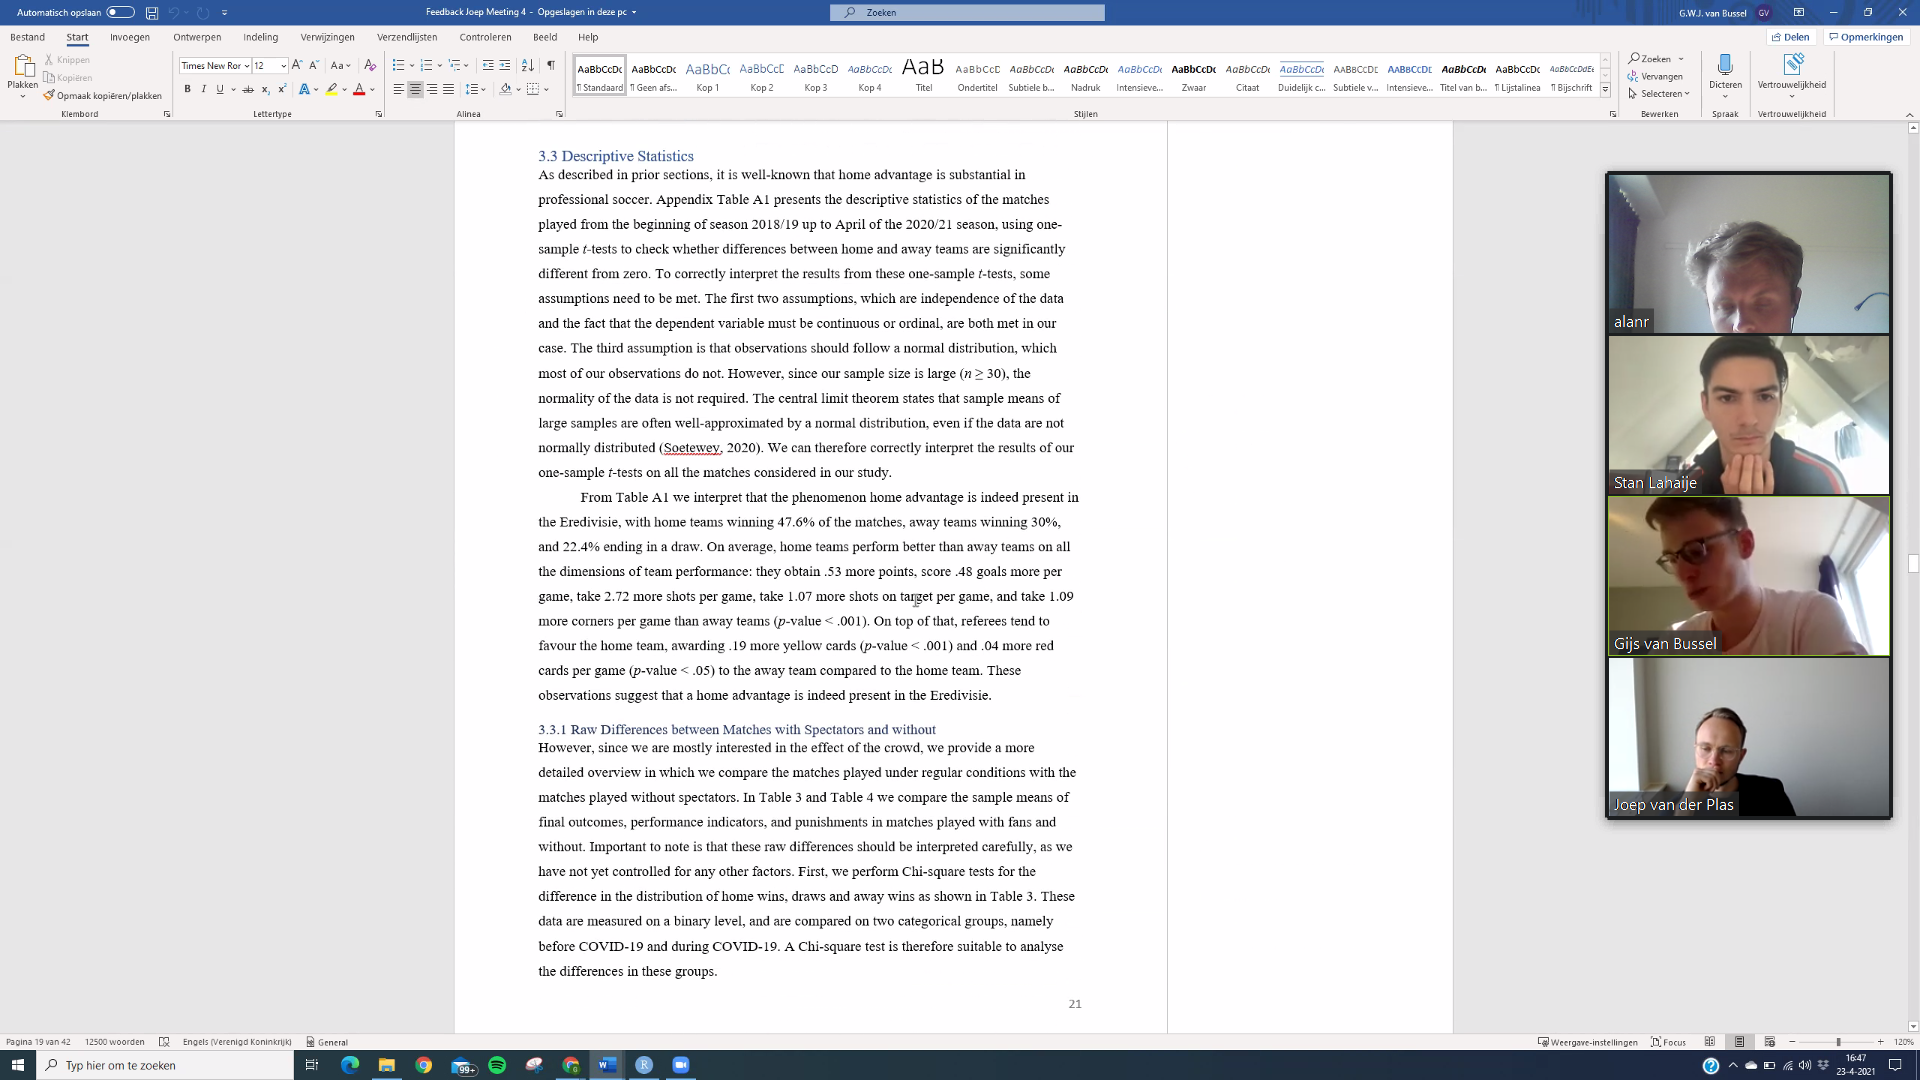 Automatisch opslaan
Feedback Joep Meeting 4 - Opgeslagen in deze pc
Zoeken
G.W.J. van Bussel
GV
Bestand Start Invoegen Ontwerpen Indeling Verwijzingen Verzendlijsten Controleren Beeld Help
Delen
Opmerkingen
Plakken
Knippen
Kopiëren
Opmaak kopiëren/plakken
Klembord
Times New Ror
12
Lettertype
Alinea
AaBbCcDc AaBbCcDc AaBbCc AaBbCcE AaBbCcD AaBbCcDc AaB AaBbCcD AaBbCcDc AaBbCcDc AaBbCcDc AaBbCcDc AaBbCcDc AaBbCcDc AABBCCDE AABBCCDE AaBbCcDc AaBbCcDc AaBbCcDdEe
¶ Standaard ¶ Geen afs... Kop 1 Kop 2 Kop 3 Kop 4 Titel Ondertitel Subtiele b... Nadruk Intensieve... Zwaar Citaat Duidelijk c... Subtiele v... Intensieve... Titel van b... ¶ Lijstalinea ¶ Bijschrift
Stijlen
Zoeken
Vervangen
Selecteren
Bewerken
Dicteren
Spraak
Vertrouwelijkheid
Vertrouwelijkheid
3.3 Descriptive Statistics
As described in prior sections, it is well-known that home advantage is substantial in
professional soccer. Appendix Table A1 presents the descriptive statistics of the matches
played from the beginning of season 2018/19 up to April of the 2020/21 season, using one-
sample t-tests to check whether differences between home and away teams are significantly
different from zero. To correctly interpret the results from these one-sample t-tests, some
assumptions need to be met. The first two assumptions, which are independence of the data
and the fact that the dependent variable must be continuous or ordinal, are both met in our
case. The third assumption is that observations should follow a normal distribution, which
most of our observations do not. However, since our sample size is large (n ≥ 30), the
normality of the data is not required. The central limit theorem states that sample means of
large samples are often well-approximated by a normal distribution, even if the data are not
normally distributed (Soetewey, 2020). We can therefore correctly interpret the results of our
one-sample t-tests on all the matches considered in our study.
From Table A1 we interpret that the phenomenon home advantage is indeed present in
the Eredivisie, with home teams winning 47.6% of the matches, away teams winning 30%,
and 22.4% ending in a draw. On average, home teams perform better than away teams on all
the dimensions of team performance: they obtain .53 more points, score .48 goals more per
game, take 2.72 more shots per game, take 1.07 more shots on target per game, and take 1.09
more corners per game than away teams (p-value < .001). On top of that, referees tend to
favour the home team, awarding .19 more yellow cards (p-value < .001) and .04 more red
cards per game (p-value < .05) to the away team compared to the home team. These
observations suggest that a home advantage is indeed present in the Eredivisie.
3.3.1 Raw Differences between Matches with Spectators and without
However, since we are mostly interested in the effect of the crowd, we provide a more
detailed overview in which we compare the matches played under regular conditions with the
matches played without spectators. In Table 3 and Table 4 we compare the sample means of
final outcomes, performance indicators, and punishments in matches played with fans and
without. Important to note is that these raw differences should be interpreted carefully, as we
have not yet controlled for any other factors. First, we perform Chi-square tests for the
difference in the distribution of home wins, draws and away wins as shown in Table 3. These
data are measured on a binary level, and are compared on two categorical groups, namely
before COVID-19 and during COVID-19. A Chi-square test is therefore suitable to analyse
the differences in these groups.
21
alanr
Stan Lahaije
Gijs van Bussel
Joep van der Plas
Pagina 19 van 42
12500 woorden
Engels (Verenigd Koninkrijk)
General
Weergave-instellingen
Focus
120%
Typ hier om te zoeken
99+
16:47
23-4-2021